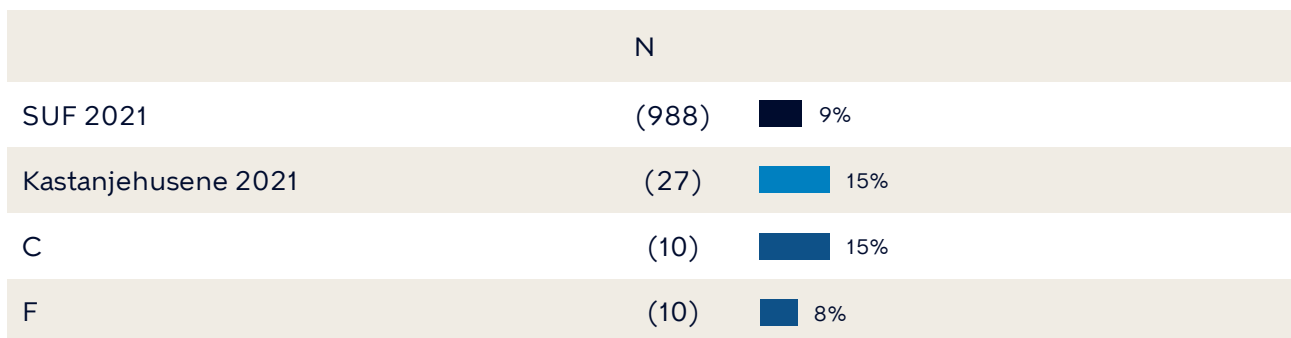 N
SUF 2021 (988) 9%
Kastanjehusene 2021 (27) 15%
C (10) 15%
F (10) 8%